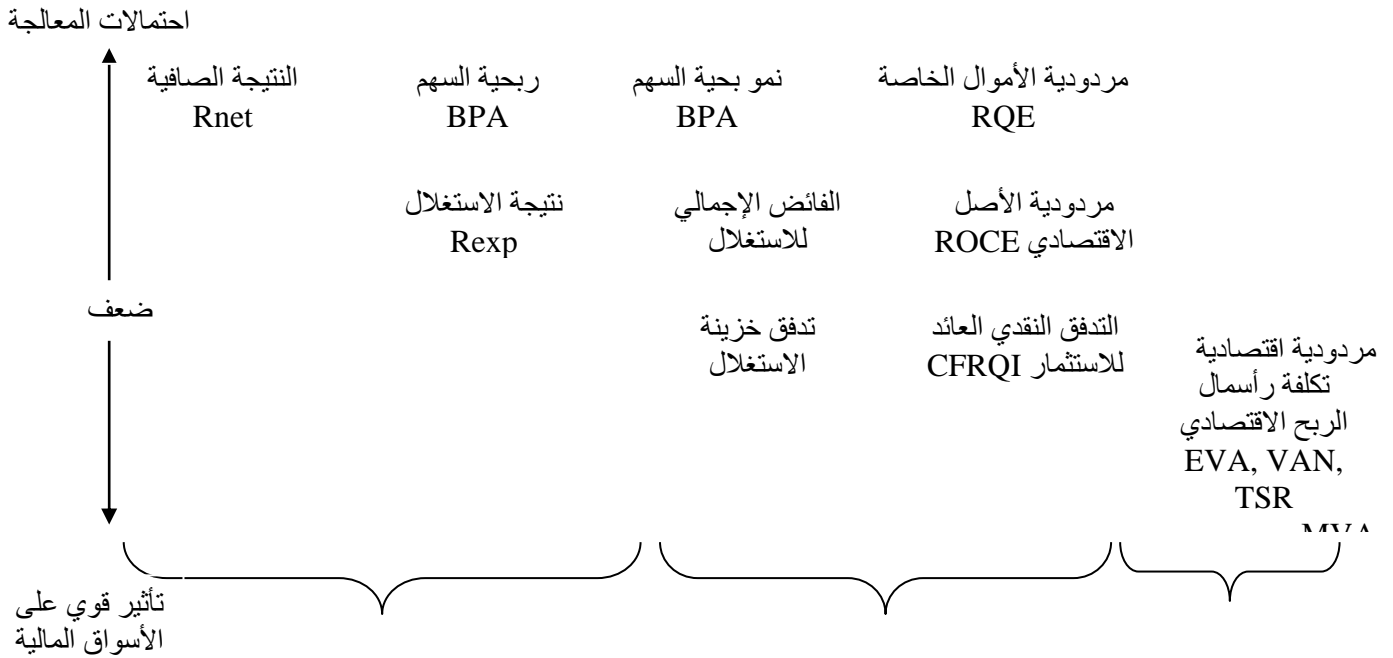 احتمالات المعالجة
النتيجة الصافية
Rnet
ربحية السهم
BPA
نمو بحية السهم
BPA
مردودية الأموال الخاصة
RQE
نتيجة الاستغلال
Rexp
الفائض الإجمالي
للاستغلال
مردودية الأصل
الاقتصادي ROCE
ضعف
تدفق خزينة
الاستغلال
التدفق النقدي العائد
للاستثمار CFRQI
مردودية اقتصادية
تكلفة رأسمال
الربح الاقتصادي
EVA, VAN,
TSR
MVA
تأثير قوي على
الأسواق المالية